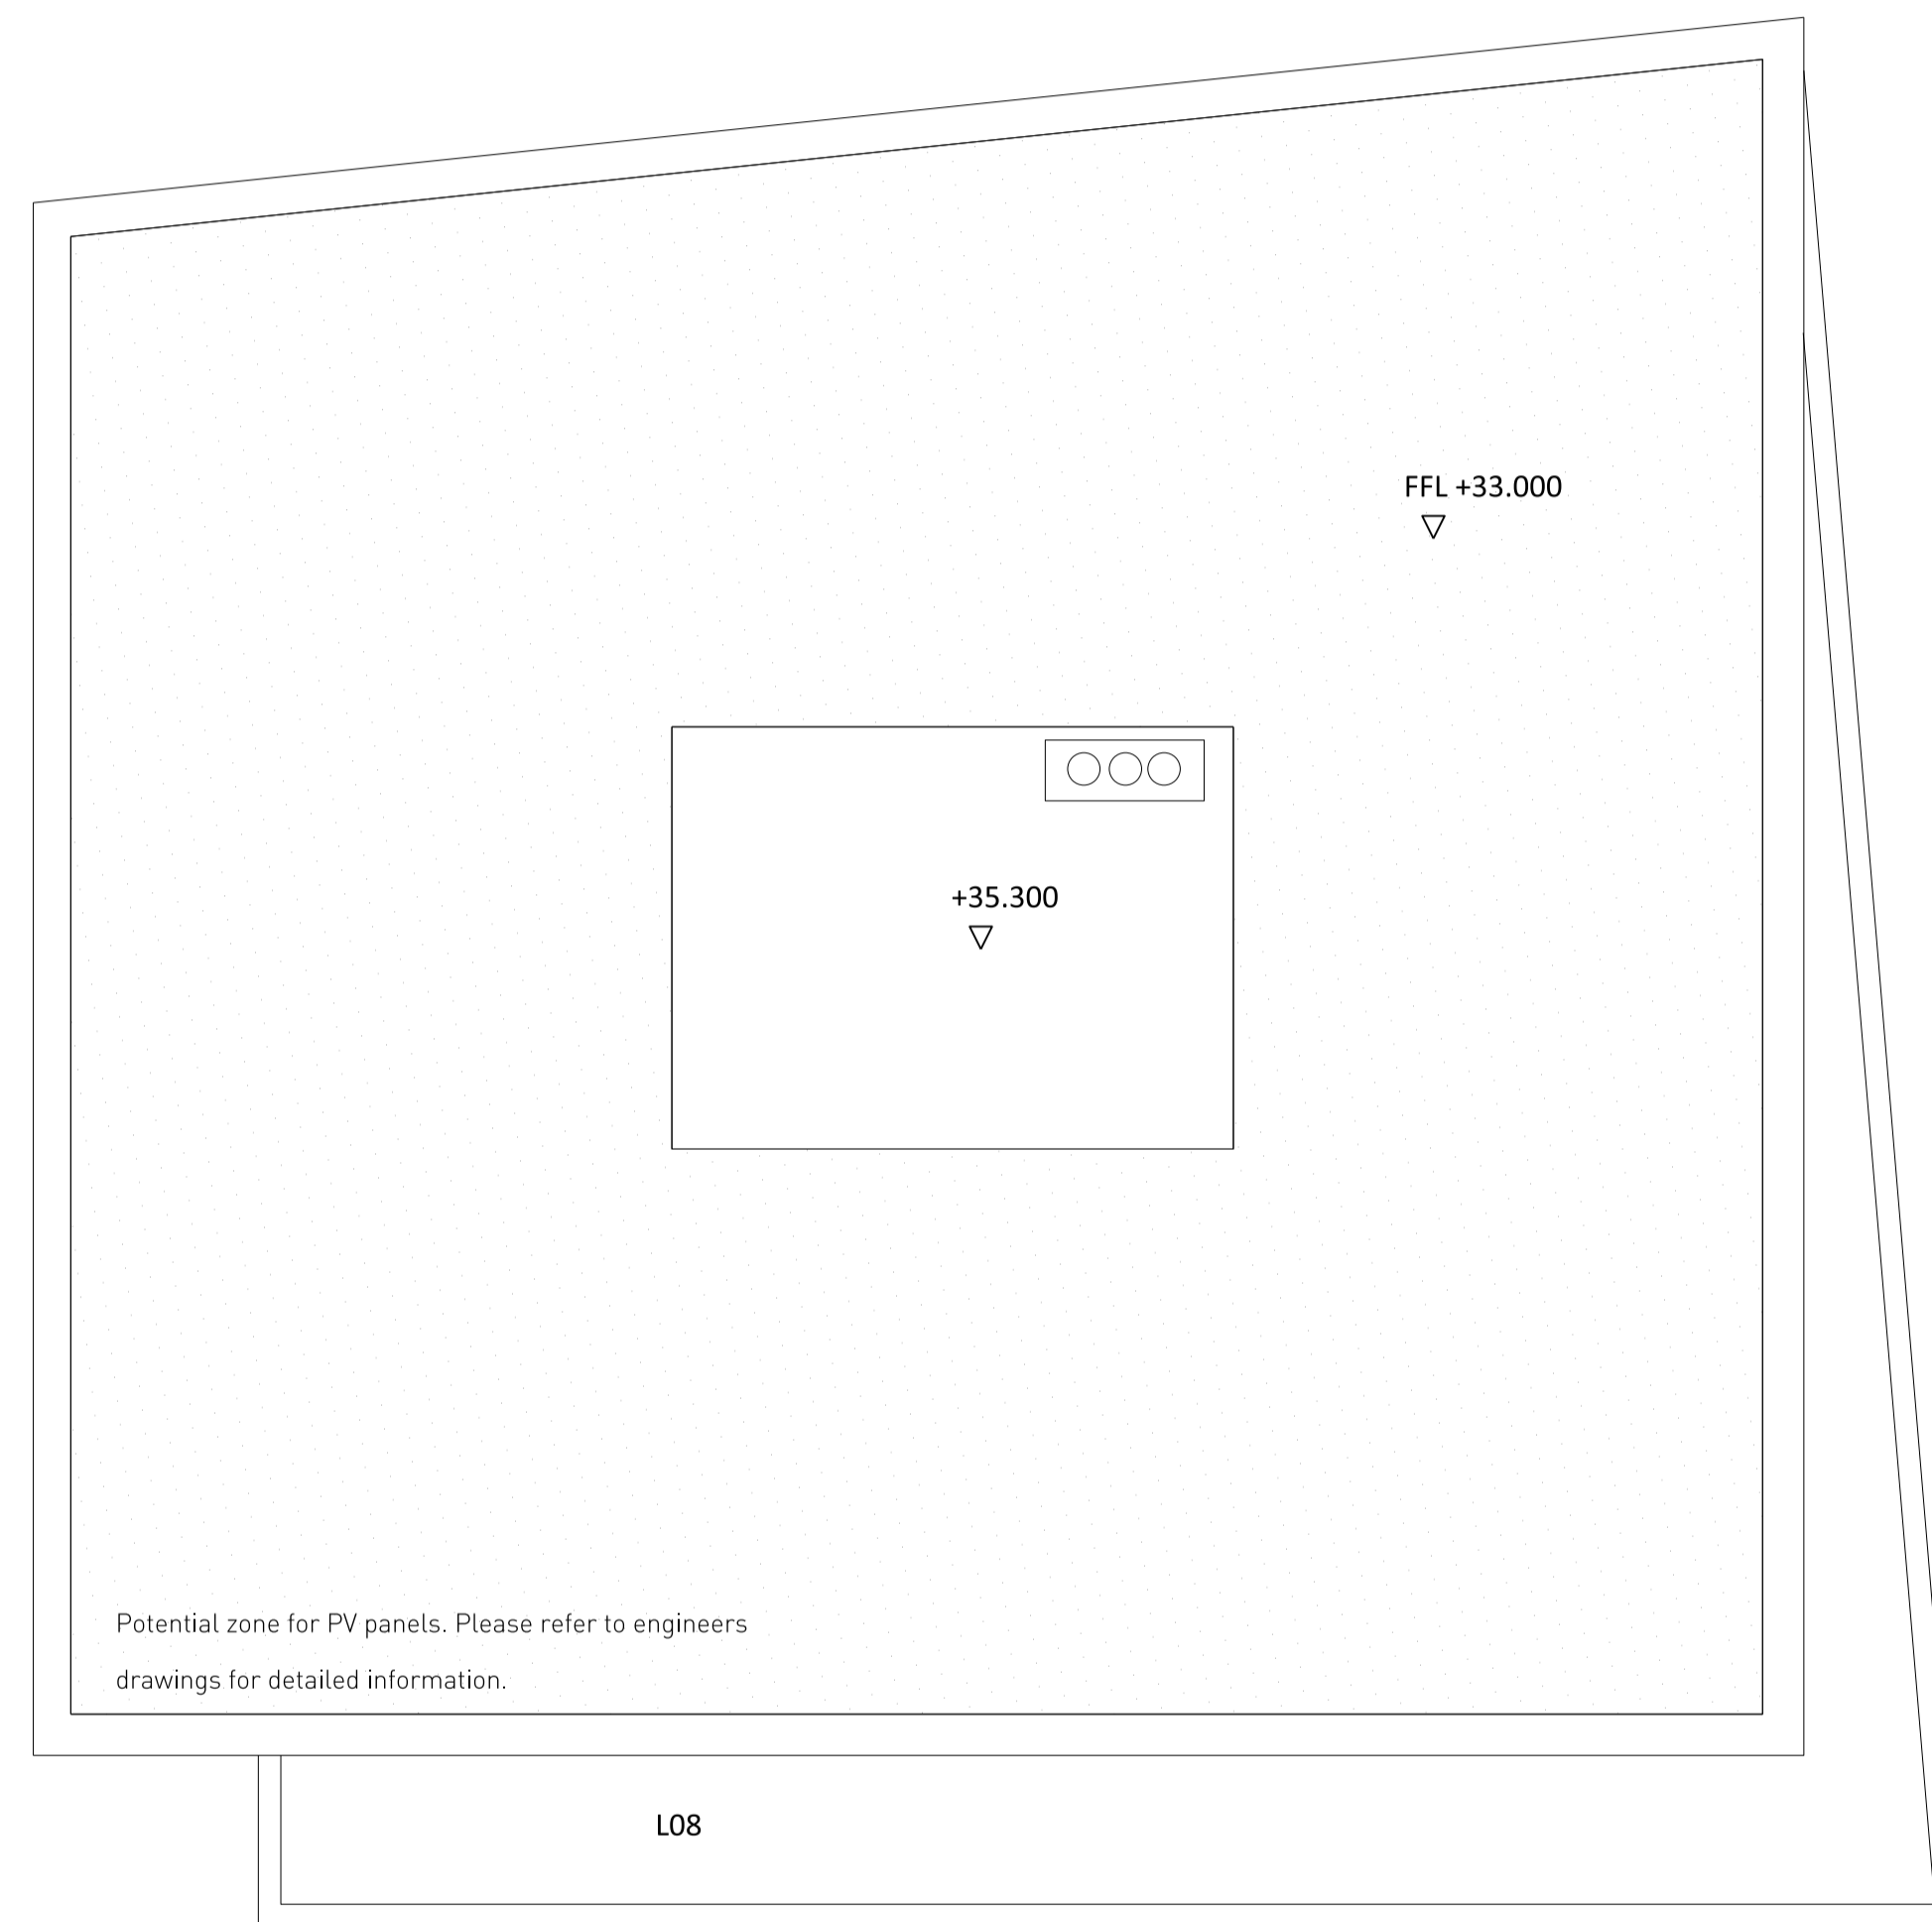 FFL +33.000
+35.300
Potential zone for PV panels. Please refer to engineers
drawings for detailed information.
L08